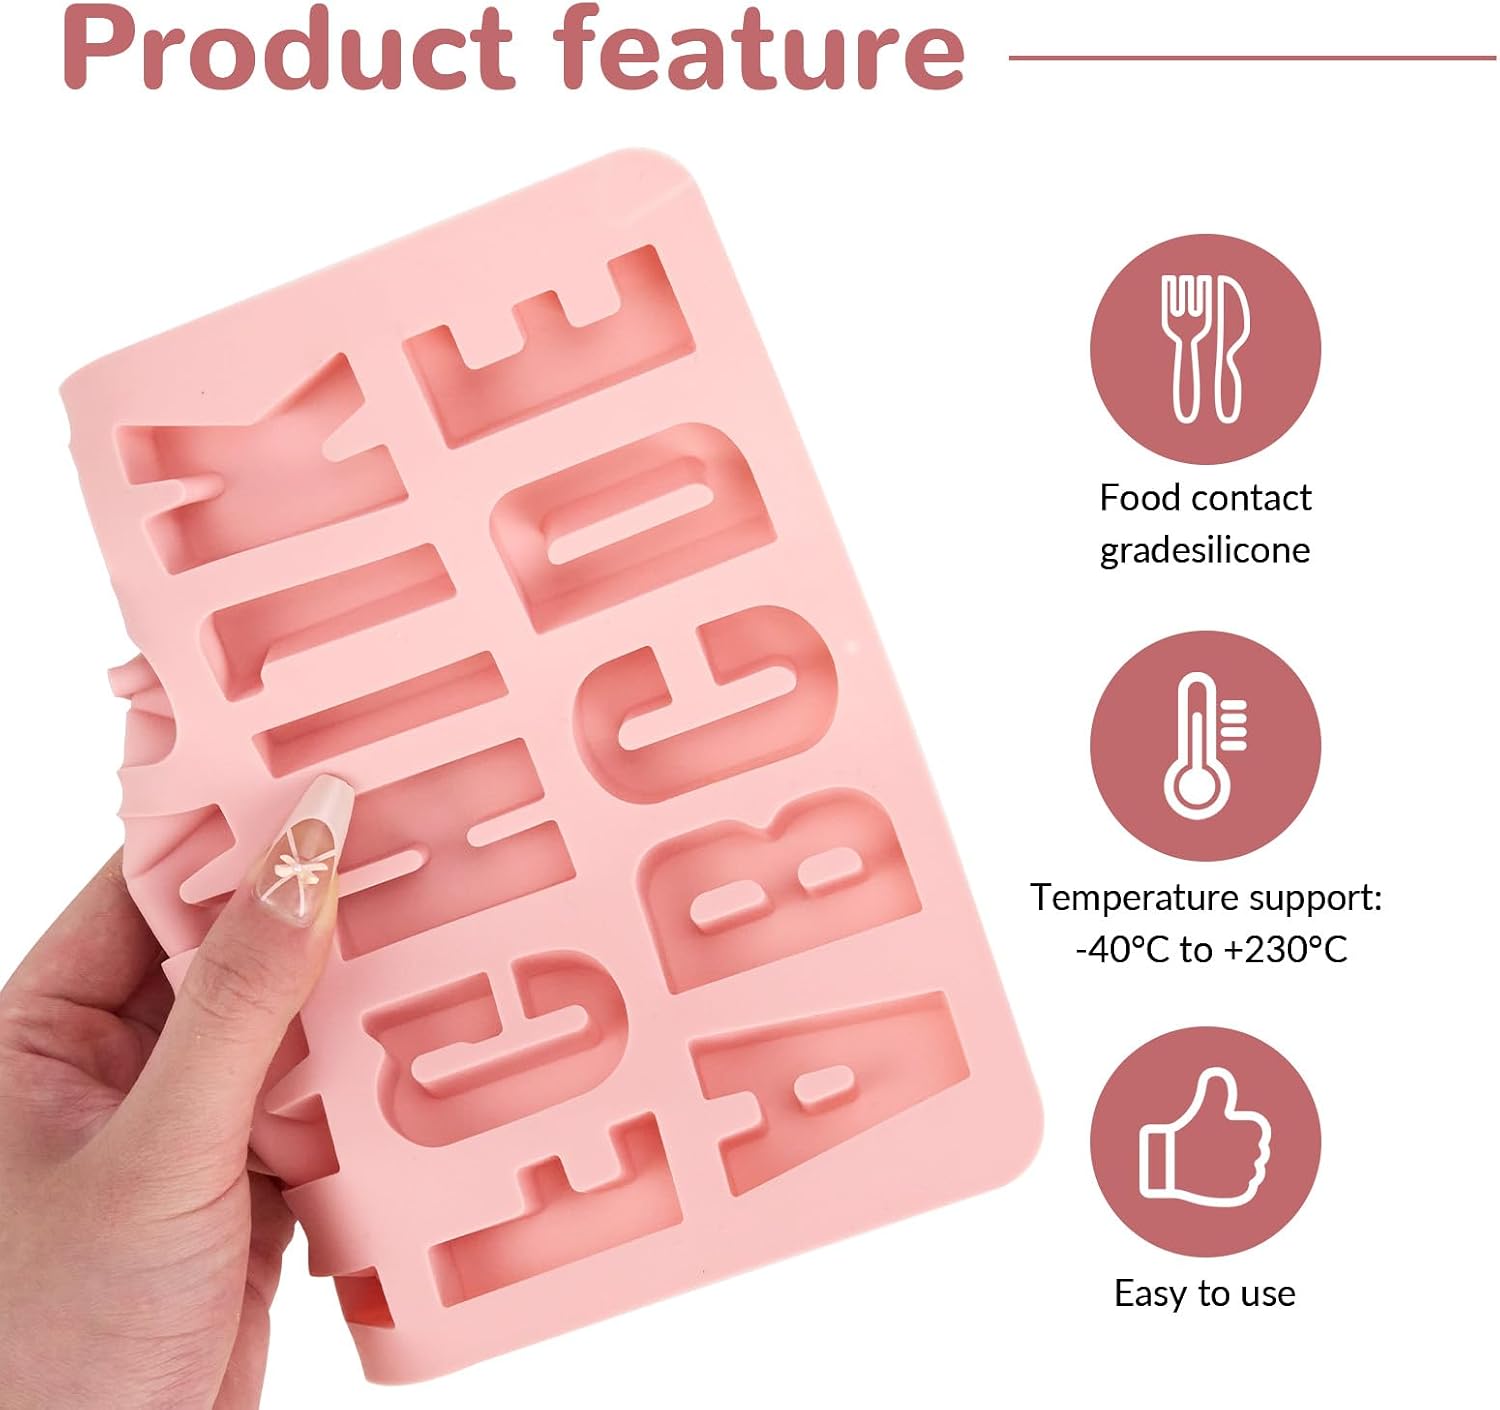 Product feature
Food contact
gradesilicone
Temperature support:
-40°C to +230°C
Easy to use
A B C D E
F G H I J K